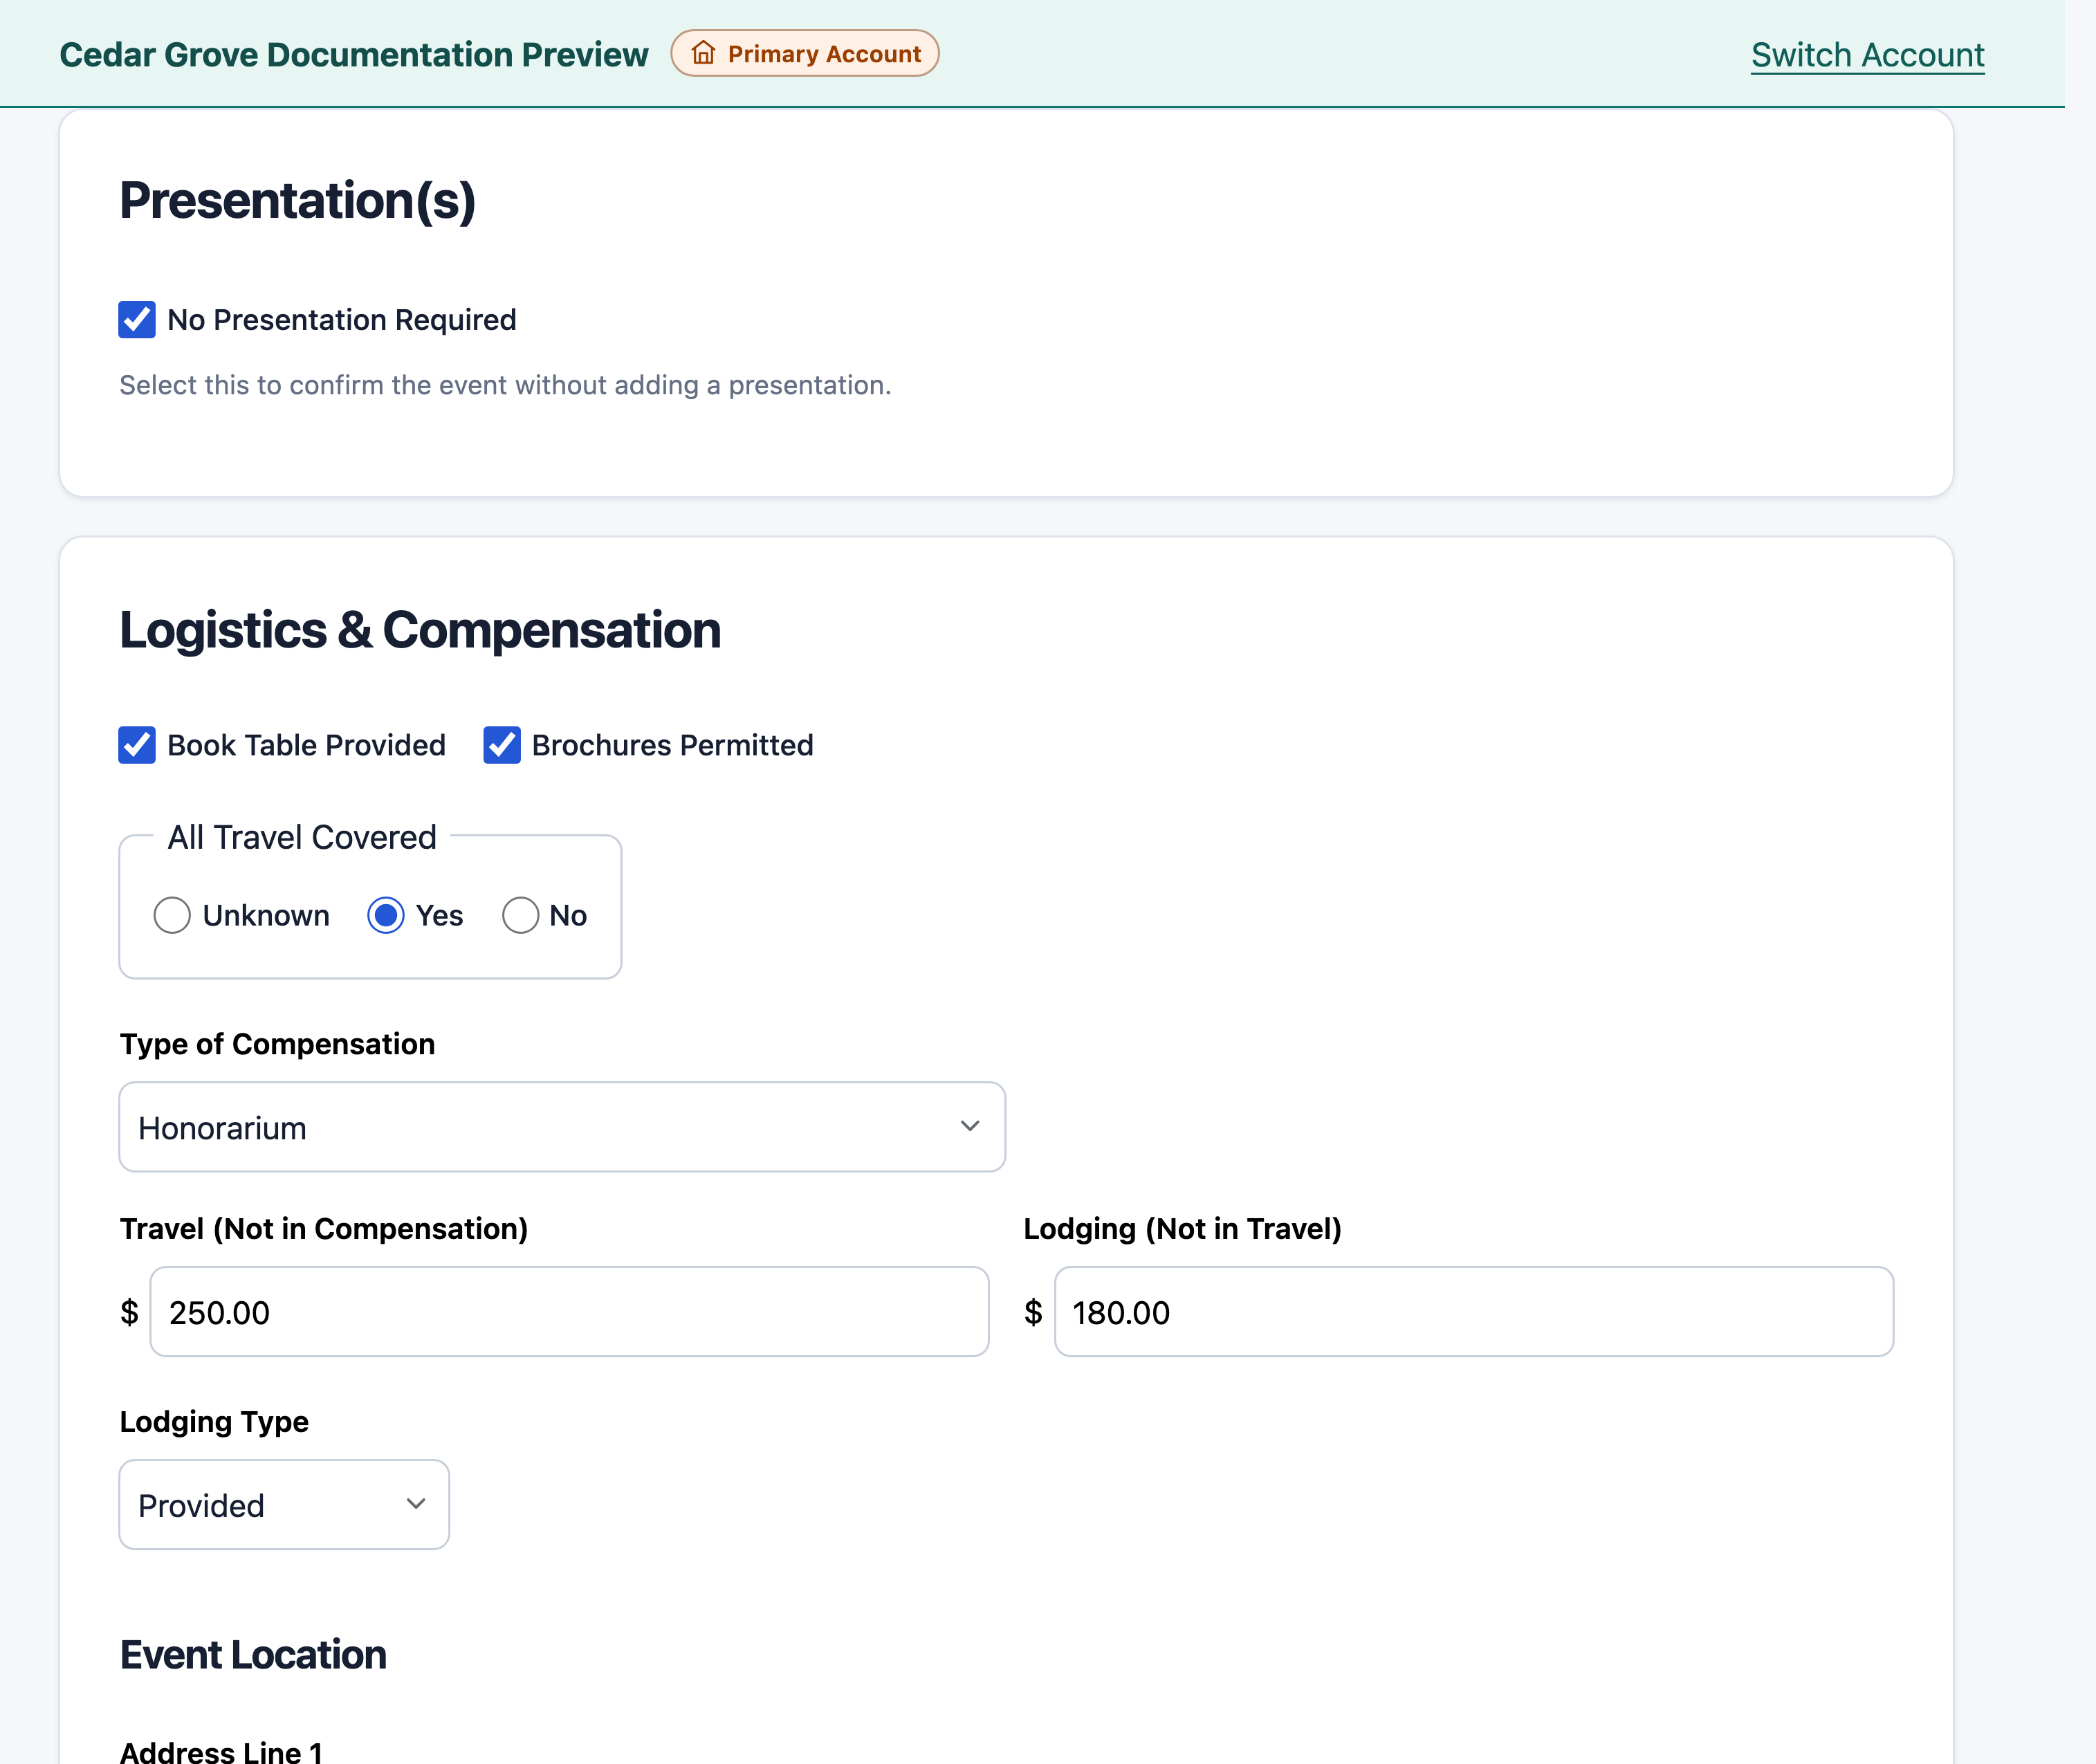 Cedar Grove Documentation Preview Primary Account Switch Account
Presentation(s)
No Presentation Required
Select this to confirm the event without adding a presentation.
Logistics & Compensation
Book Table Provided Brochures Permitted
All Travel Covered
Unknown Yes No
Type of Compensation
Honorarium
Travel (Not in Compensation) Lodging (Not in Travel)
$ 250.00 $ 180.00
Lodging Type
Provided
Event Location
Address Line 1